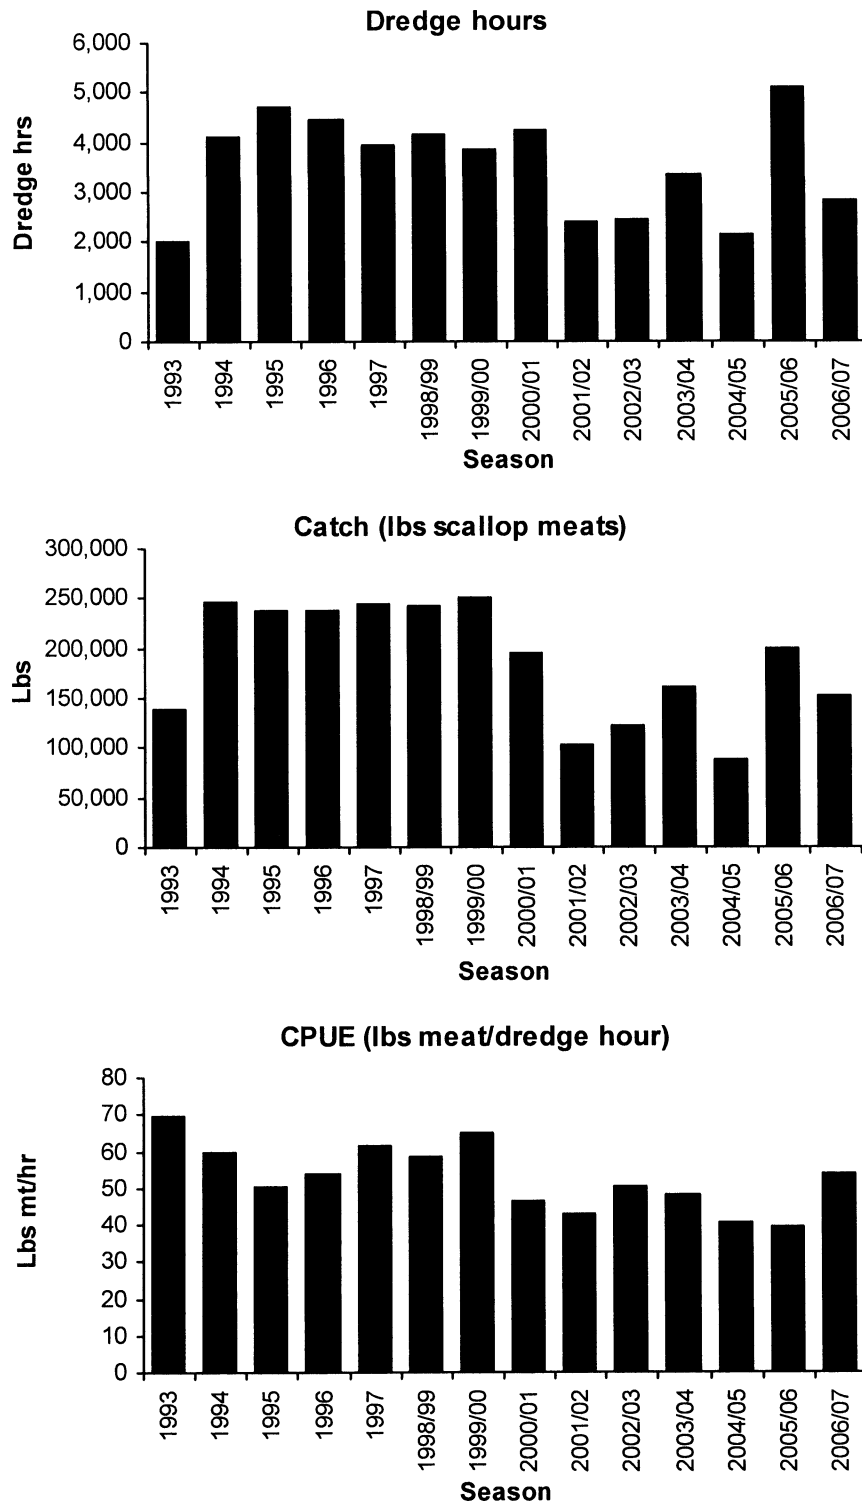 Dredge hours
6,000
5,000
4,000
3,000
2,000
1,000
0
Dredge hrs
1993 1994 1995 1996 1997 1998/99 1999/00 2000/01 2001/02 2002/03 2003/04 2004/05 2005/06 2006/07
Season
Catch (lbs scallop meats)
300,000
250,000
200,000
150,000
100,000
50,000
0
Lbs
1993 1994 1995 1996 1997 1998/99 1999/00 2000/01 2001/02 2002/03 2003/04 2004/05 2005/06 2006/07
Season
CPUE (lbs meat/dredge hour)
80
70
60
50
40
30
20
10
0
Lbs mt/hr
1993 1994 1995 1996 1997 1998/99 1999/00 2000/01 2001/02 2002/03 2003/04 2004/05 2005/06 2006/07
Season